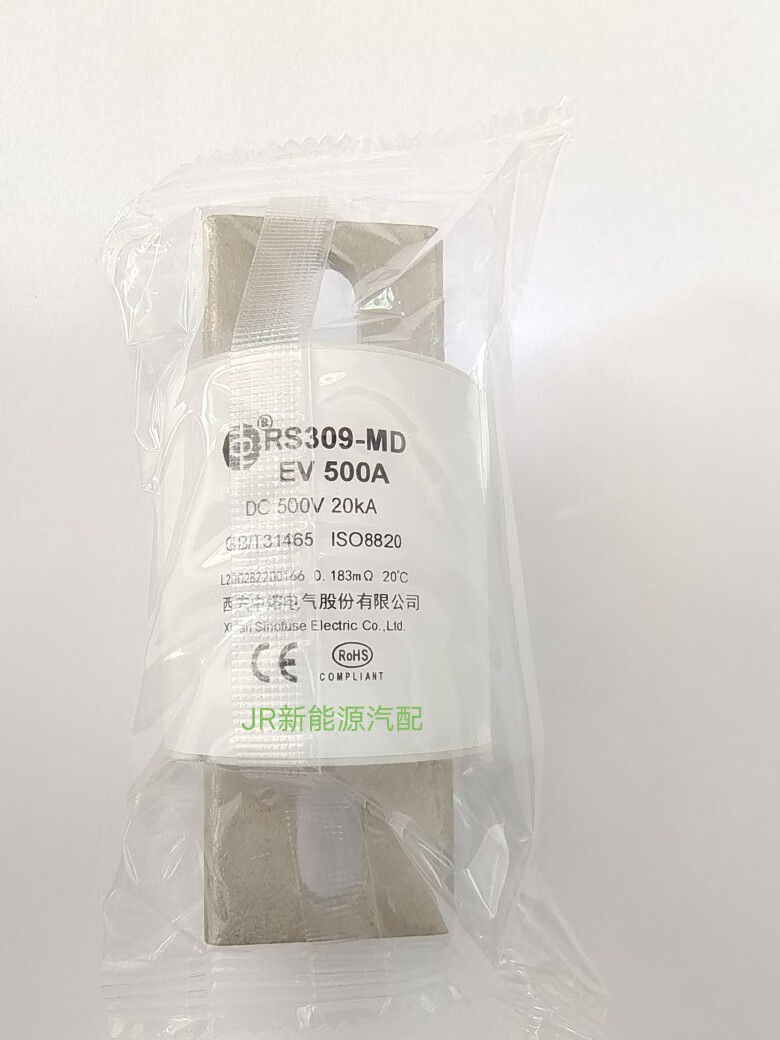 ® RS309-MD
EV 500A
DC 500V 20kA
GB/T31465 ISO8820
L200282200166 0.183mΩ 20℃
西安中熔电气股份有限公司
Xi'an Sinofuse Electric Co.,Ltd.
CE RoHS
COMPLIANT
JR新能源汽配